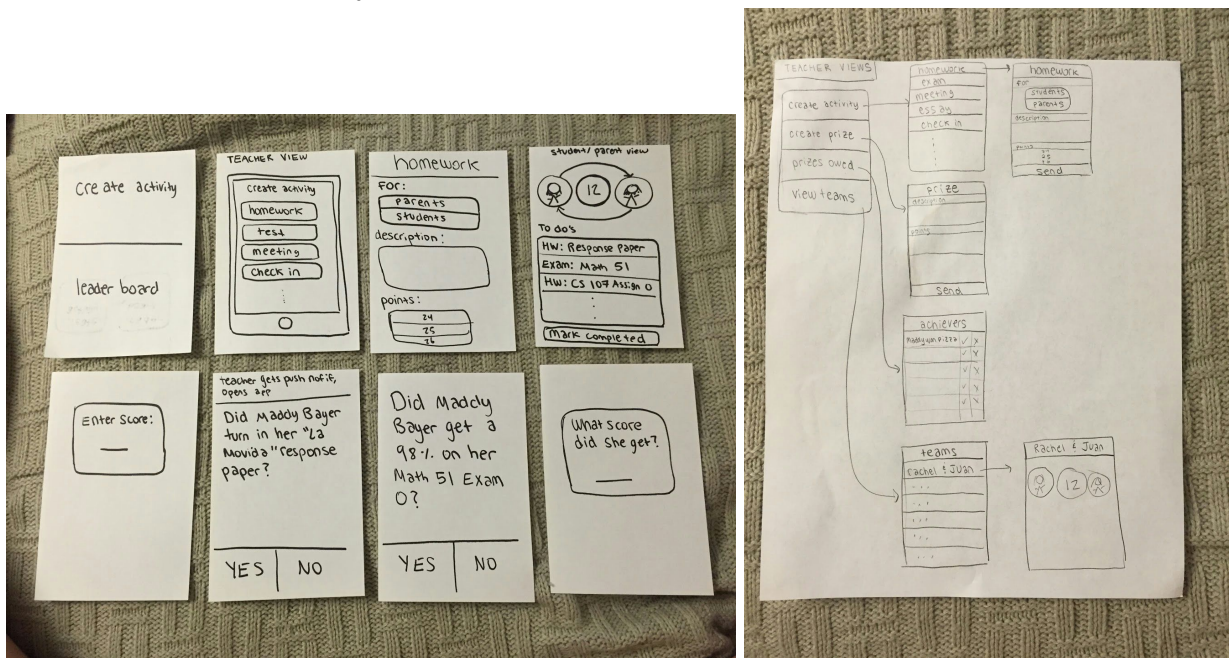 create activity
leader board
TEACHER VIEW
create activity
homework
test
meeting
check in
homework
For:
parents
students
description:
points:
24
25
26
student/parent view
12
To do's
HW: Response Paper
Exam: Math 51
HW: CS 107 Assign 0
mark completed
Enter Score:
teacher gets push notif,
opens app
Did Maddy Bayer
turn in her "La
Movida" response
paper?
YES NO
Did Maddy
Bayer get a
98% on her
Math 51 Exam
0?
YES NO
What score
did she get?
TEACHER VIEWS
create activity
create prize
prizes owed
view teams
homework
exam
meeting
essay
check in
homework
For
students
parents
description
points
send
prize
description
points
send
achievers
Maddy won pizza ✓ X
✓ X
✓ X
✓ X
✓ X
teams
Rachel & Juan
Rachel & Juan
12